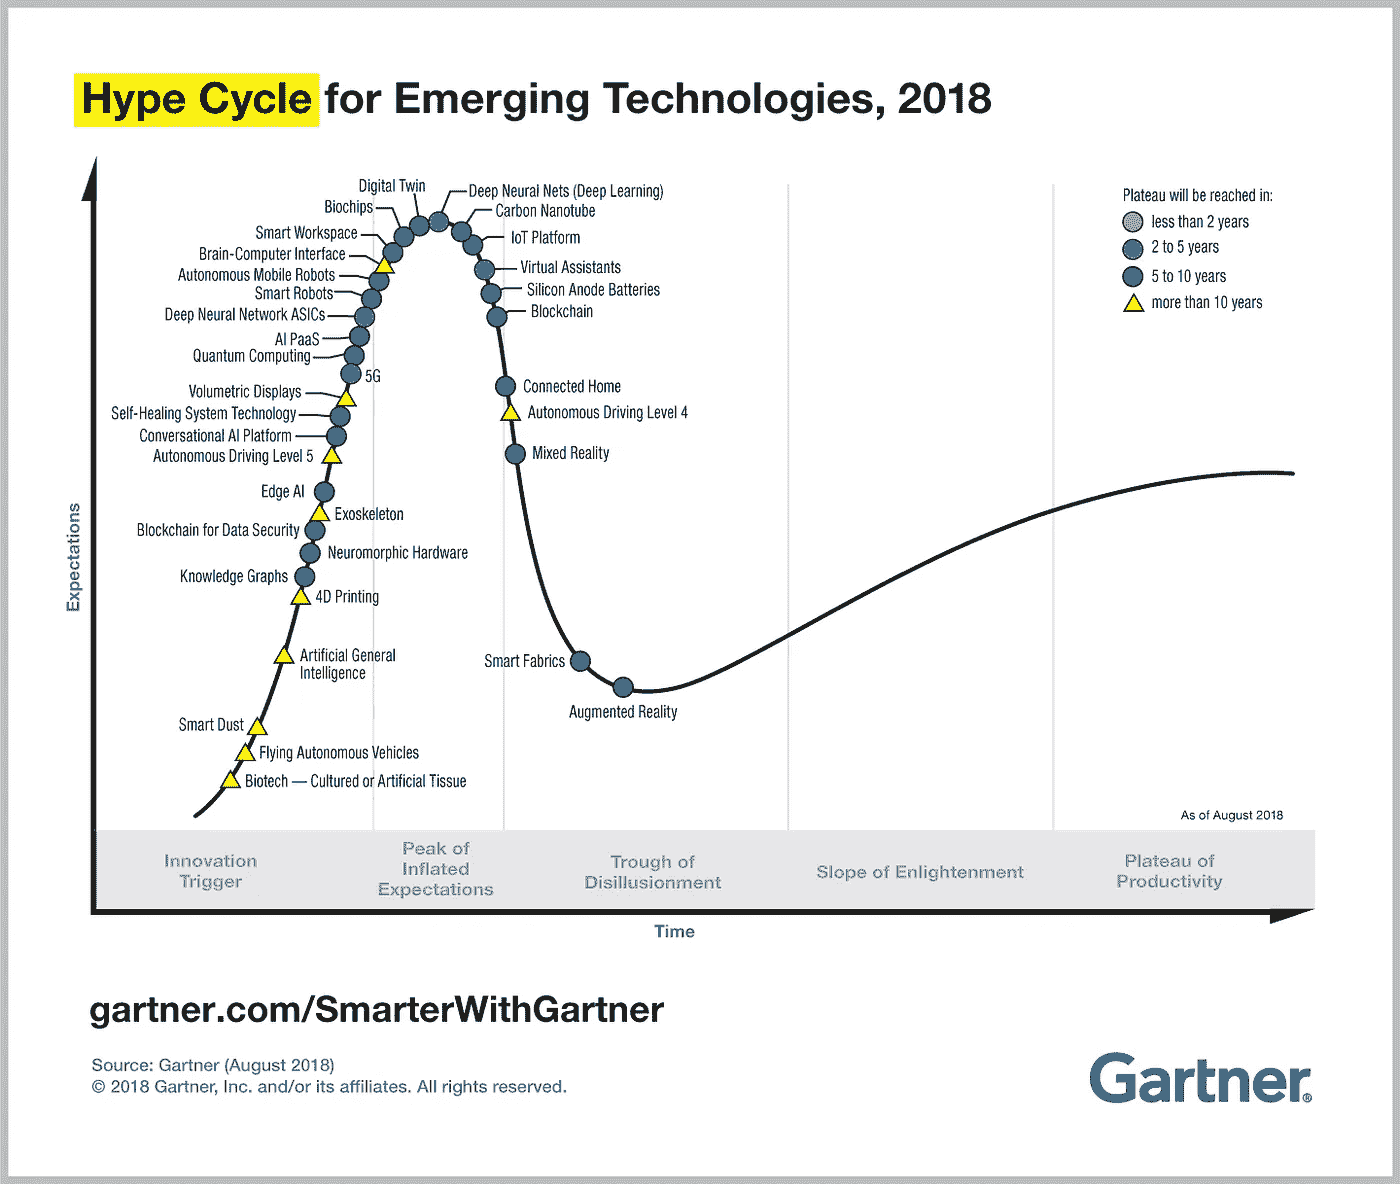 Hype Cycle for Emerging Technologies, 2018
Digital Twin
Biochips
Smart Workspace
Brain-Computer Interface
Autonomous Mobile Robots
Smart Robots
Deep Neural Network ASICs
AI PaaS
Quantum Computing
5G
Volumetric Displays
Self-Healing System Technology
Conversational AI Platform
Autonomous Driving Level 5
Edge AI
Exoskeleton
Blockchain for Data Security
Neuromorphic Hardware
Knowledge Graphs
4D Printing
Artificial General
Intelligence
Smart Dust
Flying Autonomous Vehicles
Biotech — Cultured or Artificial Tissue
Deep Neural Nets (Deep Learning)
Carbon Nanotube
IoT Platform
Virtual Assistants
Silicon Anode Batteries
Blockchain
Connected Home
Autonomous Driving Level 4
Mixed Reality
Smart Fabrics
Augmented Reality
Plateau will be reached in:
less than 2 years
2 to 5 years
5 to 10 years
more than 10 years
As of August 2018
Expectations
Innovation
Trigger
Peak of
Inflated
Expectations
Trough of
Disillusionment
Slope of Enlightenment
Plateau of
Productivity
Time
gartner.com/SmarterWithGartner
Source: Gartner (August 2018)
© 2018 Gartner, Inc. and/or its affiliates. All rights reserved.
Gartner®